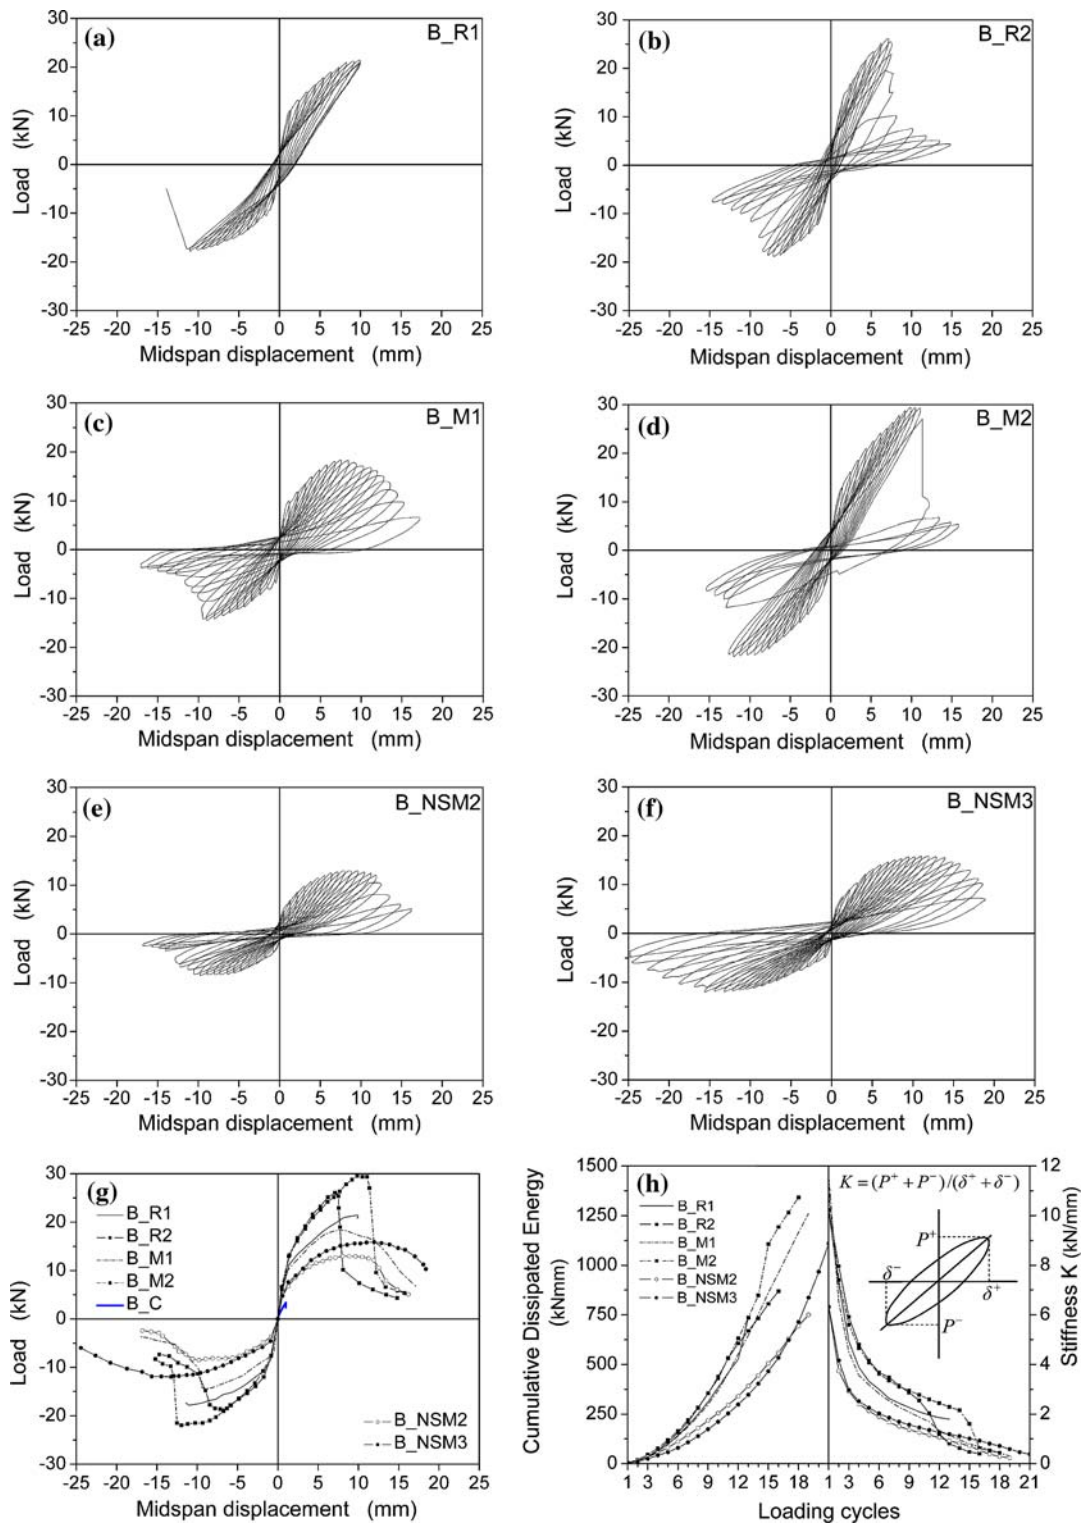 (a) B_R1
30
20
10
0
-10
-20
-30
Load (kN)
-25 -20 -15 -10 -5 0 5 10 15 20 25
Midspan displacement (mm)
(b) B_R2
30
20
10
0
-10
-20
-30
Load (kN)
-25 -20 -15 -10 -5 0 5 10 15 20 25
Midspan displacement (mm)
(c) B_M1
30
20
10
0
-10
-20
-30
Load (kN)
-25 -20 -15 -10 -5 0 5 10 15 20 25
Midspan displacement (mm)
(d) B_M2
30
20
10
0
-10
-20
-30
Load (kN)
-25 -20 -15 -10 -5 0 5 10 15 20 25
Midspan displacement (mm)
(e) B_NSM2
30
20
10
0
-10
-20
-30
Load (kN)
-25 -20 -15 -10 -5 0 5 10 15 20 25
Midspan displacement (mm)
(f) B_NSM3
30
20
10
0
-10
-20
-30
Load (kN)
-25 -20 -15 -10 -5 0 5 10 15 20 25
Midspan displacement (mm)
(g)
B_R1
B_R2
B_M1
B_M2
B_C
B_NSM2
B_NSM3
30
20
10
0
-10
-20
-30
Load (kN)
-25 -20 -15 -10 -5 0 5 10 15 20 25
Midspan displacement (mm)
(h) K = (P⁺ + P⁻)/(δ⁺ + δ⁻)
B_R1
B_R2
B_M1
B_M2
B_NSM2
B_NSM3
P⁺
δ⁻
δ⁺
P⁻
1500
1250
1000
750
500
250
0
Cumulative Dissipated Energy
(kNmm)
12
10
8
6
4
2
0
Stiffness K (kN/mm)
1 3 6 9 12 15 18 1 3 6 9 12 15 18 21
Loading cycles